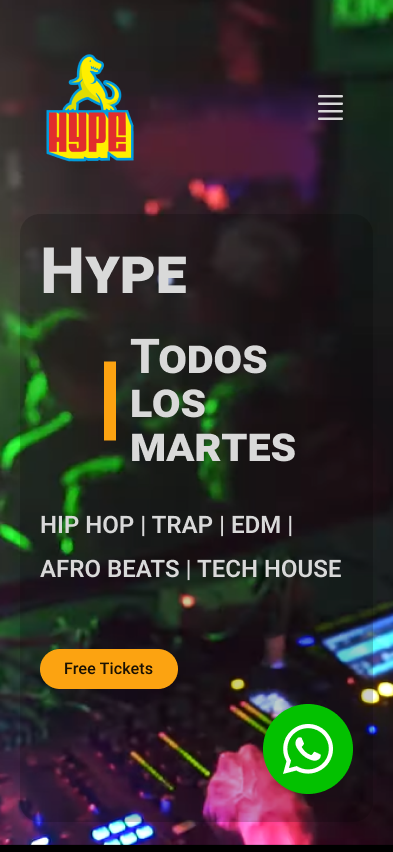 HYPE
HYPE
TODOS
LOS
MARTES
HIP HOP | TRAP | EDM |
AFRO BEATS | TECH HOUSE
Free Tickets